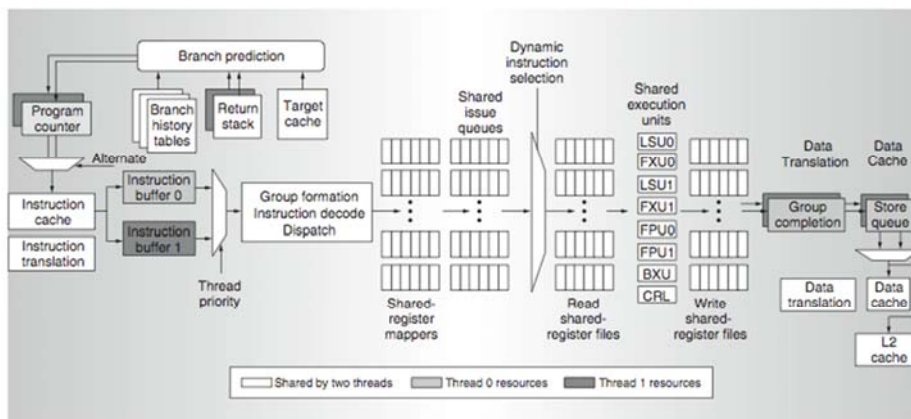 Branch prediction
Program
counter
Branch
history
tables
Return
stack
Target
cache
Alternate
Instruction
cache
Instruction
translation
Instruction
buffer 0
Instruction
buffer 1
Thread
priority
Group formation
Instruction decode
Dispatch
Shared-
register
mappers
Shared
issue
queues
Dynamic
instruction
selection
Read
shared-
register files
Shared
execution
units
LSU0
FXU0
LSU1
FXU1
FPU0
FPU1
BXU
CRL
Write
shared-
register files
Data
Translation
Data
Cache
Group
completion
Store
queue
Data
translation
Data
cache
L2
cache
Shared by two threads
Thread 0 resources
Thread 1 resources